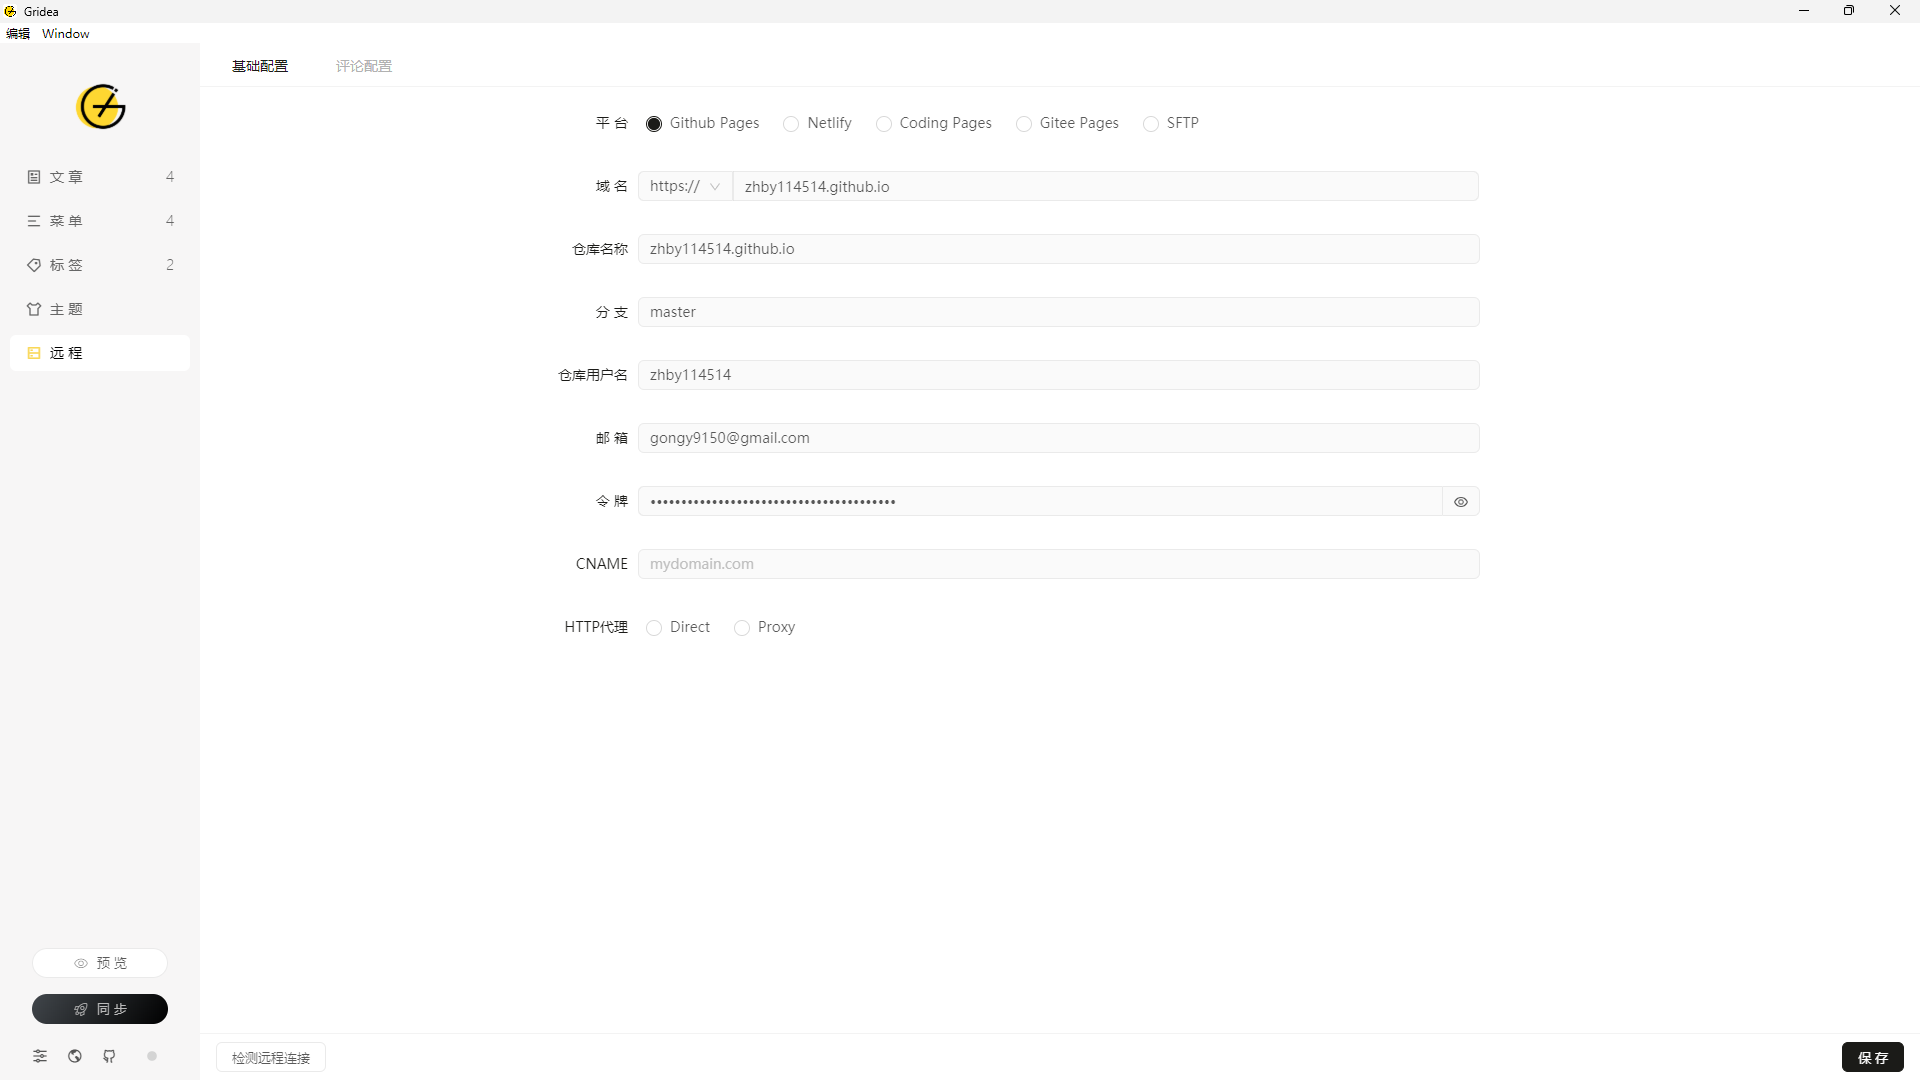 Gridea
编辑 Window
基础配置 评论配置
文章 4
菜单 4
标签 2
主题
远程
平台 Github Pages Netlify Coding Pages Gitee Pages SFTP
域名 https:// zhby114514.github.io
仓库名称 zhby114514.github.io
分支 master
仓库用户名 zhby114514
邮箱 gongy9150@gmail.com
令牌 ••••••••••••••••••••••••••••••••••••••••
CNAME mydomain.com
HTTP代理 Direct Proxy
预览
同步
检测远程连接
保存